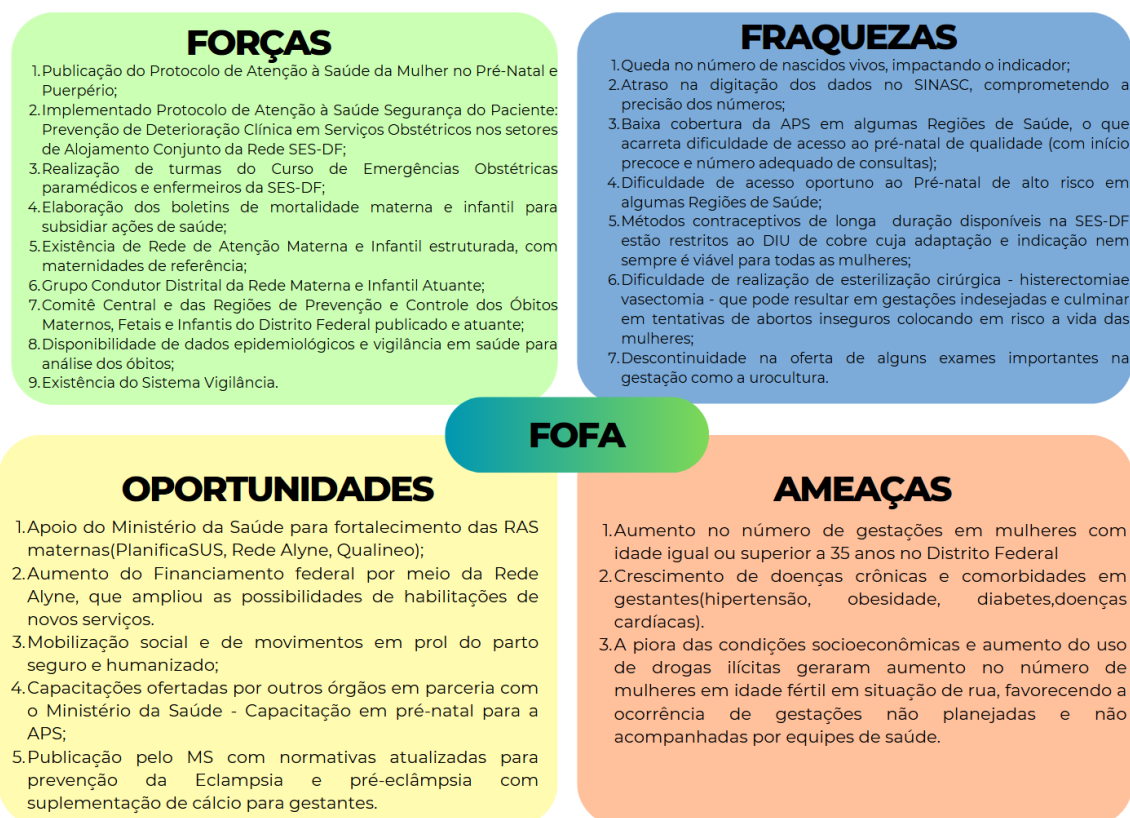 FORÇAS
1.Publicação do Protocolo de Atenção à Saúde da Mulher no Pré-Natal e
Puerpério;
2.Implementado Protocolo de Atenção à Saúde Segurança do Paciente:
Prevenção de Deterioração Clínica em Serviços Obstétricos nos setores
de Alojamento Conjunto da Rede SES-DF;
3.Realização de turmas do Curso de Emergências Obstétricas
paramédicos e enfermeiros da SES-DF;
4.Elaboração dos boletins de mortalidade materna e infantil para
subsidiar ações de saúde;
5.Existência de Rede de Atenção Materna e Infantil estruturada, com
maternidades de referência;
6.Grupo Condutor Distrital da Rede Materna e Infantil Atuante;
7.Comitê Central e das Regiões de Prevenção e Controle dos Óbitos
Maternos, Fetais e Infantis do Distrito Federal publicado e atuante;
8.Disponibilidade de dados epidemiológicos e vigilância em saúde para
análise dos óbitos;
9.Existência do Sistema Vigilância.
FRAQUEZAS
1.Queda no número de nascidos vivos, impactando o indicador;
2.Atraso na digitação dos dados no SINASC, comprometendo a
precisão dos números;
3.Baixa cobertura da APS em algumas Regiões de Saúde, o que
acarreta dificuldade de acesso ao pré-natal de qualidade (com início
precoce e número adequado de consultas);
4.Dificuldade de acesso oportuno ao Pré-natal de alto risco em
algumas Regiões de Saúde;
5.Métodos contraceptivos de longa duração disponíveis na SES-DF
estão restritos ao DIU de cobre cuja adaptação e indicação nem
sempre é viável para todas as mulheres;
6.Dificuldade de realização de esterilização cirúrgica - histerectomiae
vasectomia - que pode resultar em gestações indesejadas e culminar
em tentativas de abortos inseguros colocando em risco a vida das
mulheres;
7.Descontinuidade na oferta de alguns exames importantes na
gestação como a urocultura.
FOFA
OPORTUNIDADES
1.Apoio do Ministério da Saúde para fortalecimento das RAS
maternas(PlanificaSUS, Rede Alyne, Qualineo);
2.Aumento do Financiamento federal por meio da Rede
Alyne, que ampliou as possibilidades de habilitações de
novos serviços.
3.Mobilização social e de movimentos em prol do parto
seguro e humanizado;
4.Capacitações ofertadas por outros órgãos em parceria com
o Ministério da Saúde - Capacitação em pré-natal para a
APS;
5.Publicação pelo MS com normativas atualizadas para
prevenção da Eclampsia e pré-eclâmpsia com
suplementação de cálcio para gestantes.
AMEAÇAS
1.Aumento no número de gestações em mulheres com
idade igual ou superior a 35 anos no Distrito Federal
2.Crescimento de doenças crônicas e comorbidades em
gestantes(hipertensão, obesidade, diabetes,doenças
cardíacas).
3.A piora das condições socioeconômicas e aumento do uso
de drogas ilícitas geraram aumento no número de
mulheres em idade fértil em situação de rua, favorecendo a
ocorrência de gestações não planejadas e não
acompanhadas por equipes de saúde.